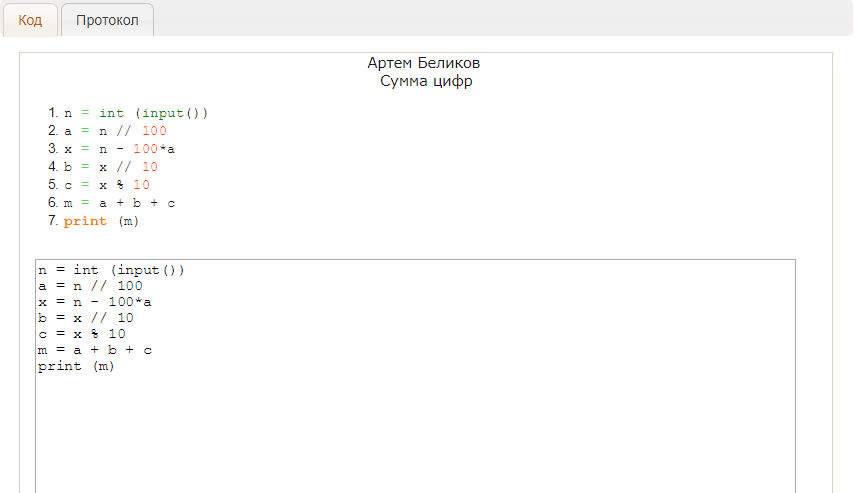 Код
Протокол
Артем Беликов
Сумма цифр
1. n = int (input())
2. a = n // 100
3. x = n - 100*a
4. b = x // 10
5. c = x % 10
6. m = a + b + c
7. print (m)
n = int (input())
a = n // 100
x = n - 100*a
b = x // 10
c = x % 10
m = a + b + c
print (m)